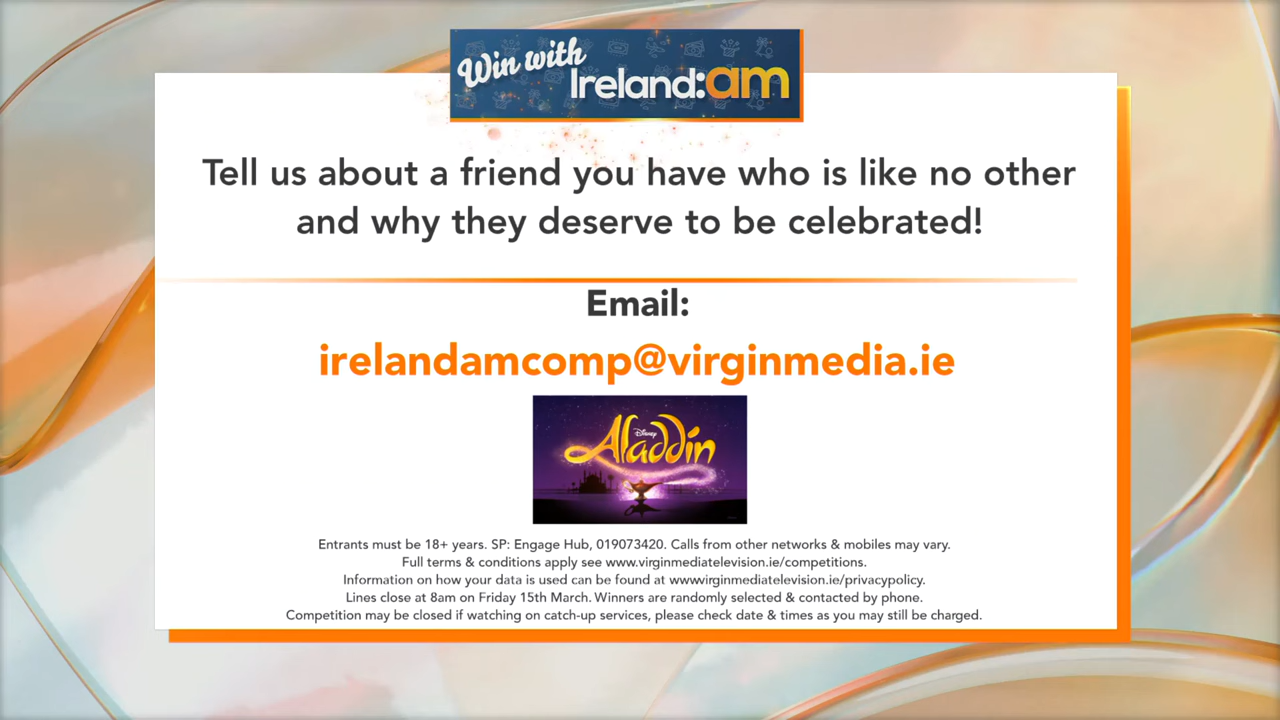 Win with
Ireland:am
Tell us about a friend you have who is like no other
and why they deserve to be celebrated!
Email:
irelandamcomp@virginmedia.ie
Disney
Aladdin
Entrants must be 18+ years. SP: Engage Hub, 019073420. Calls from other networks & mobiles may vary.
Full terms & conditions apply see www.virginmediatelevision.ie/competitions.
Information on how your data is used can be found at wwwvirginmediatelevision.ie/privacypolicy.
Lines close at 8am on Friday 15th March. Winners are randomly selected & contacted by phone.
Competition may be closed if watching on catch-up services, please check date & times as you may still be charged.